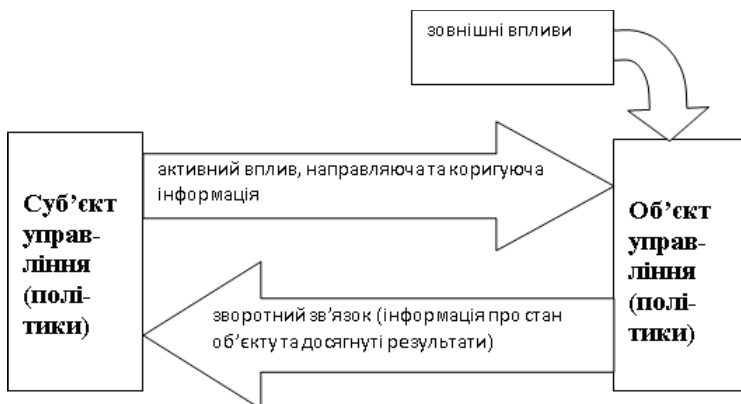 зовнішні впливи
активний вплив, направляюча та коригуюча
інформація
Суб’єкт
управ-
ління
(полі-
тики)
Об’єкт
управ-
ління
(полі-
тики)
зворотний зв’язок (інформація про стан
об’єкту та досягнуті результати)